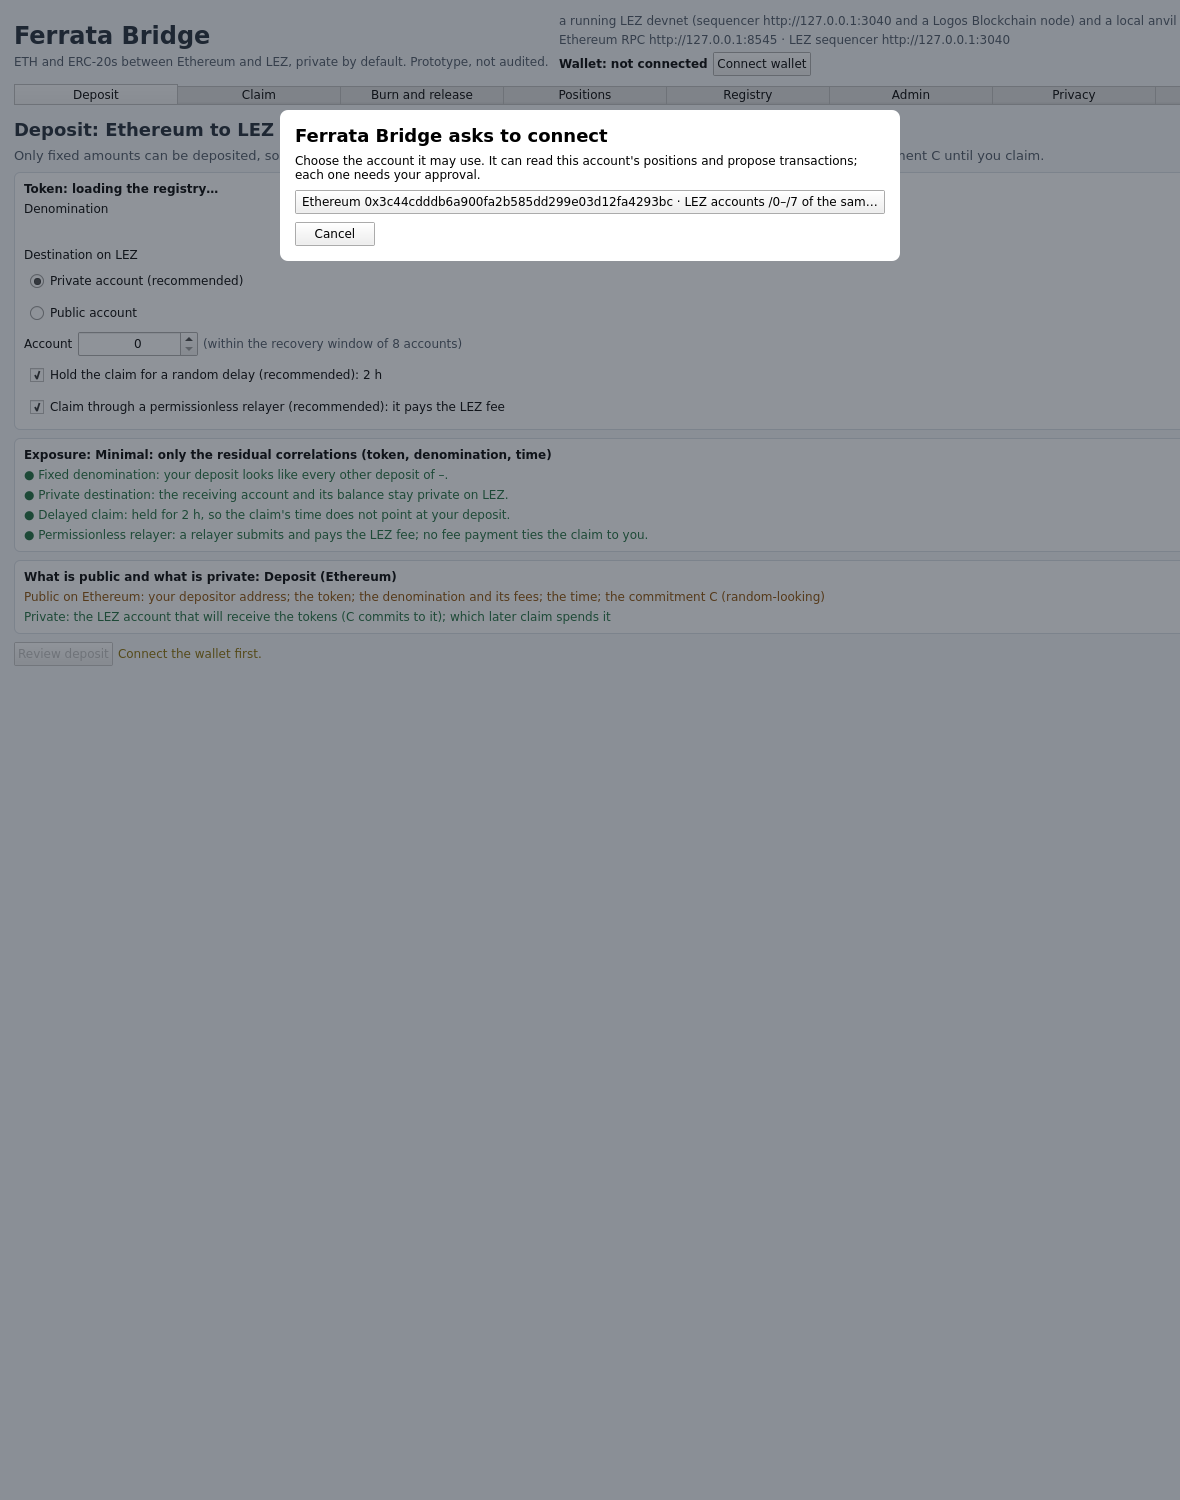 Ferrata Bridge
ETH and ERC-20s between Ethereum and LEZ, private by default. Prototype, not audited.
a running LEZ devnet (sequencer http://127.0.0.1:3040 and a Logos Blockchain node) and a local anvil
Ethereum RPC http://127.0.0.1:8545 · LEZ sequencer http://127.0.0.1:3040
Wallet: not connected Connect wallet
Deposit Claim Burn and release Positions Registry Admin Privacy
Deposit: Ethereum to LEZ
Only fixed amounts can be deposited, so
ent C until you claim.
Ferrata Bridge asks to connect
Choose the account it may use. It can read this account's positions and propose transactions;
each one needs your approval.
Ethereum 0x3c44cdddb6a900fa2b585dd299e03d12fa4293bc · LEZ accounts /0–/7 of the sam…
Cancel
Token: loading the registry…
Denomination
Destination on LEZ
Private account (recommended)
Public account
Account 0 (within the recovery window of 8 accounts)
Hold the claim for a random delay (recommended): 2 h
Claim through a permissionless relayer (recommended): it pays the LEZ fee
Exposure: Minimal: only the residual correlations (token, denomination, time)
● Fixed denomination: your deposit looks like every other deposit of –.
● Private destination: the receiving account and its balance stay private on LEZ.
● Delayed claim: held for 2 h, so the claim's time does not point at your deposit.
● Permissionless relayer: a relayer submits and pays the LEZ fee; no fee payment ties the claim to you.
What is public and what is private: Deposit (Ethereum)
Public on Ethereum: your depositor address; the token; the denomination and its fees; the time; the commitment C (random-looking)
Private: the LEZ account that will receive the tokens (C commits to it); which later claim spends it
Review deposit Connect the wallet first.